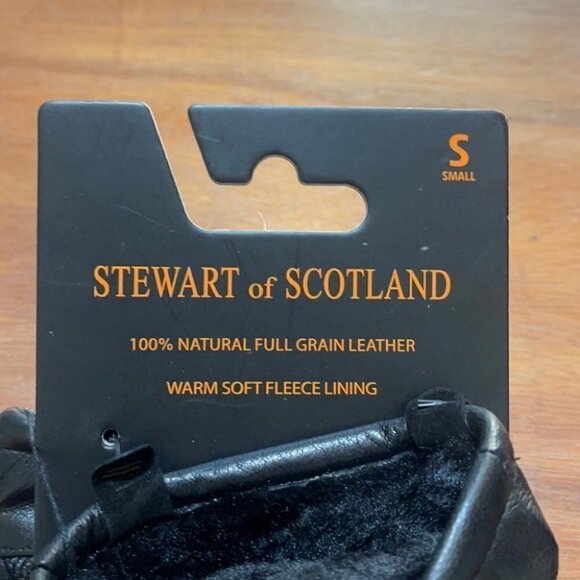 S
SMALL
STEWART of SCOTLAND
100% NATURAL FULL GRAIN LEATHER
WARM SOFT FLEECE LINING